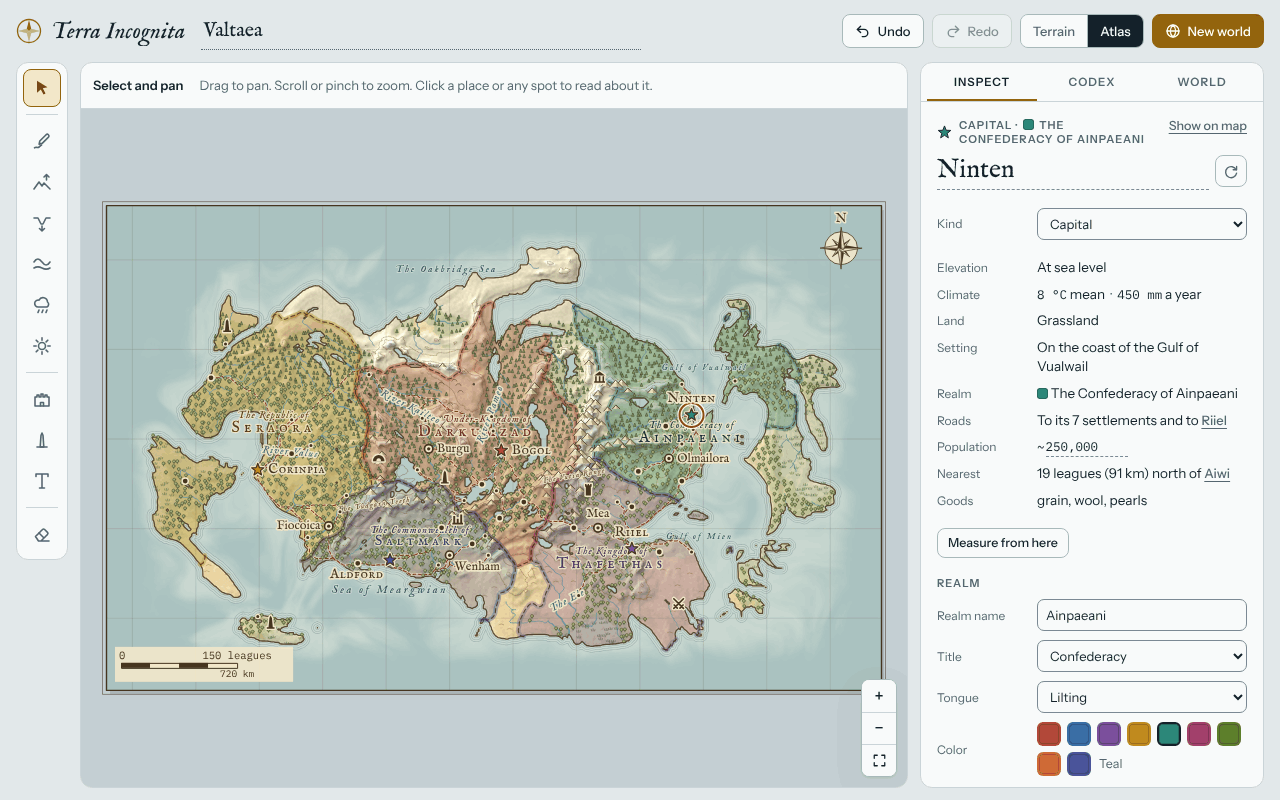 Terra Incognita
Valtaea
Undo
Redo
Terrain
Atlas
New world
Select and pan
Drag to pan. Scroll or pinch to zoom. Click a place or any spot to read about it.
N
The Oakbridge Sea
Gulf of Vualwail
Ninten
The Republic of
Seraora
Under-Kingdom of
Darkuszad
Ainpaeani
Burgu
Bogol
Olmailora
Corinpia
Fiocoica
Mea
Riiel
Gulf of Mien
The Commonwealth of
Saltmark
The Kingdom of
Thafethas
Wenham
Aldford
Sea of Meargwian
0
150 leagues
720 km
+
−
INSPECT
CODEX
WORLD
CAPITAL · THE
CONFEDERACY OF AINPAEANI
Show on map
Ninten
Kind
Capital
Elevation
At sea level
Climate
8 °C mean · 450 mm a year
Land
Grassland
Setting
On the coast of the Gulf of
Vualwail
Realm
The Confederacy of Ainpaeani
Roads
To its 7 settlements and to Riiel
Population
~250,000
Nearest
19 leagues (91 km) north of Aiwi
Goods
grain, wool, pearls
Measure from here
REALM
Realm name
Ainpaeani
Title
Confederacy
Tongue
Lilting
Color
Teal